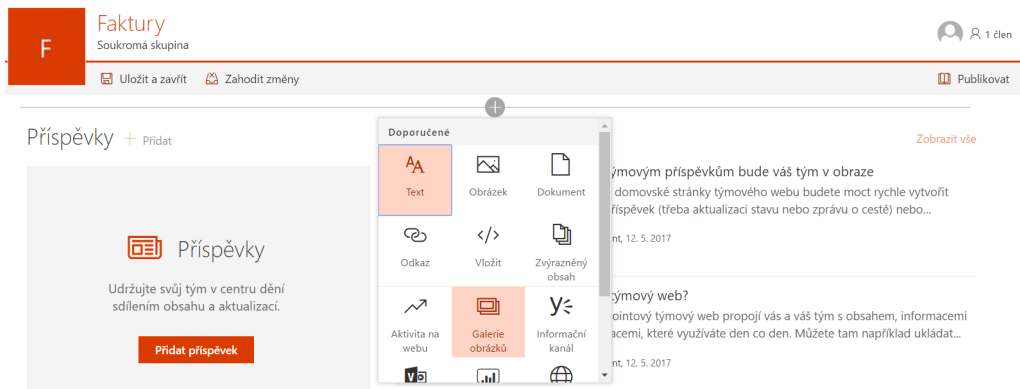 F
Faktury
Soukromá skupina
1 člen
Uložit a zavřít
Zahodit změny
Publikovat
Příspěvky
Přidat
Příspěvky
Udržujte svůj tým v centru dění
sdílením obsahu a aktualizací.
Přidat příspěvek
Doporučené
Text
Obrázek
Dokument
Odkaz
Vložit
Zvýrazněný
obsah
Aktivita na
webu
Galerie
obrázků
Informační
kanál
Zobrazit vše
týmovým příspěvkům bude váš tým v obraze
domovské stránky týmového webu budete moct rychle vytvořit
příspěvek (třeba aktualizaci stavu nebo zprávu o cestě) nebo...
12. 5. 2017
týmový web?
ointový týmový web propojí vás a váš tým s obsahem, informacemi
acemi, které využíváte den co den. Můžete tam například ukládat...
12. 5. 2017